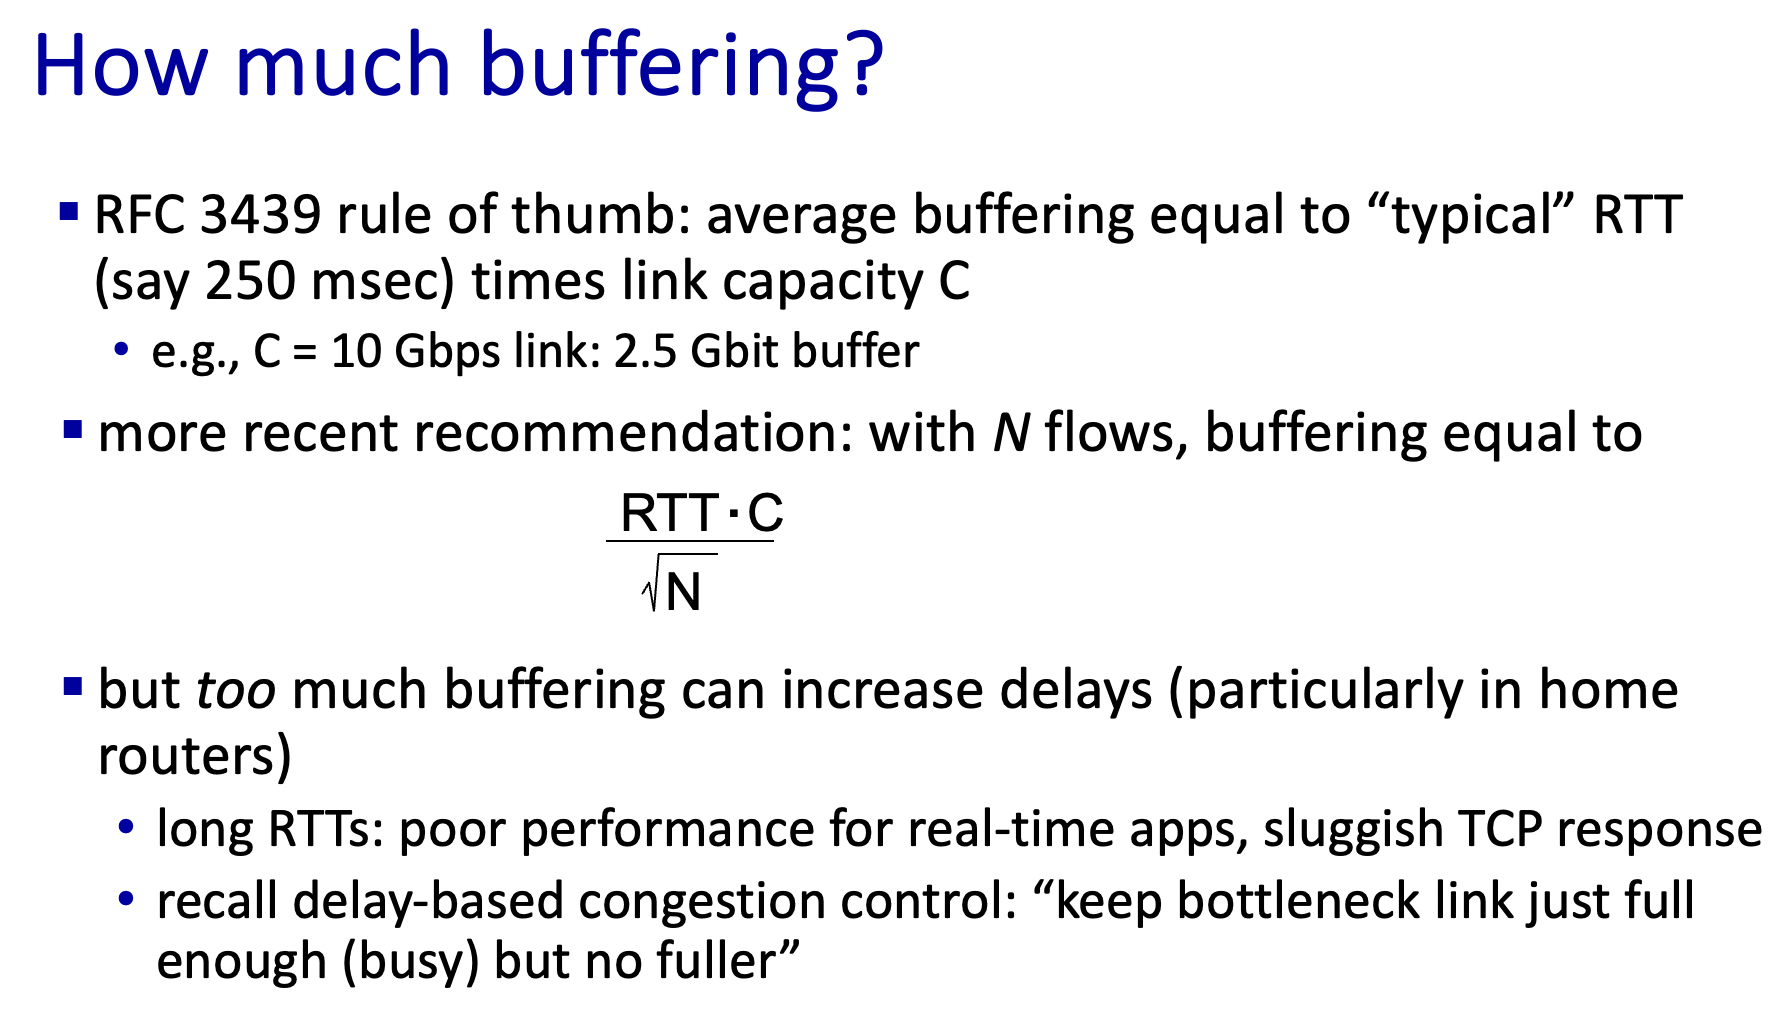 How much buffering?
▪ RFC 3439 rule of thumb: average buffering equal to “typical” RTT
(say 250 msec) times link capacity C
• e.g., C = 10 Gbps link: 2.5 Gbit buffer
▪ more recent recommendation: with N flows, buffering equal to
RTT · C
√N
▪ but too much buffering can increase delays (particularly in home
routers)
• long RTTs: poor performance for real-time apps, sluggish TCP response
• recall delay-based congestion control: “keep bottleneck link just full
enough (busy) but no fuller”